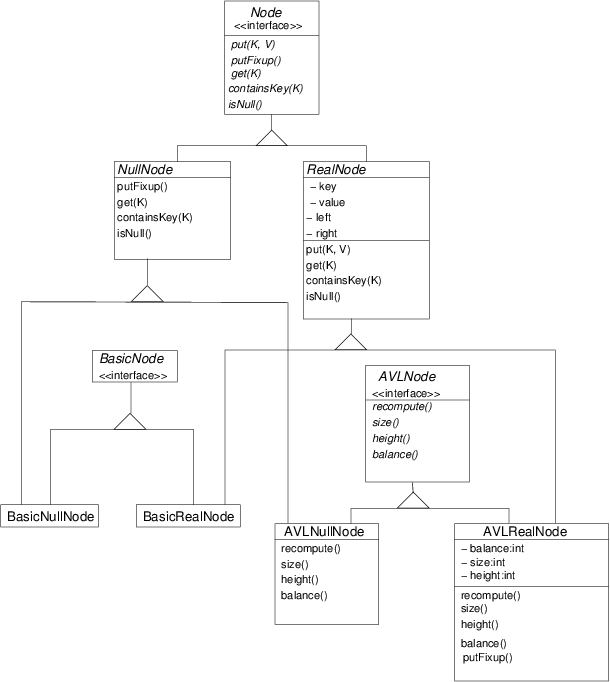 Node
<<interface>>
put(K, V)
putFixup()
get(K)
containsKey(K)
isNull()
NullNode
putFixup()
get(K)
containsKey(K)
isNull()
RealNode
– key
– value
– left
– right
put(K, V)
get(K)
containsKey(K)
isNull()
BasicNode
<<interface>>
AVLNode
<<interface>>
recompute()
size()
height()
balance()
BasicNullNode
BasicRealNode
AVLNullNode
recompute()
size()
height()
balance()
AVLRealNode
– balance:int
– size:int
– height:int
recompute()
size()
height()
balance()
putFixup()